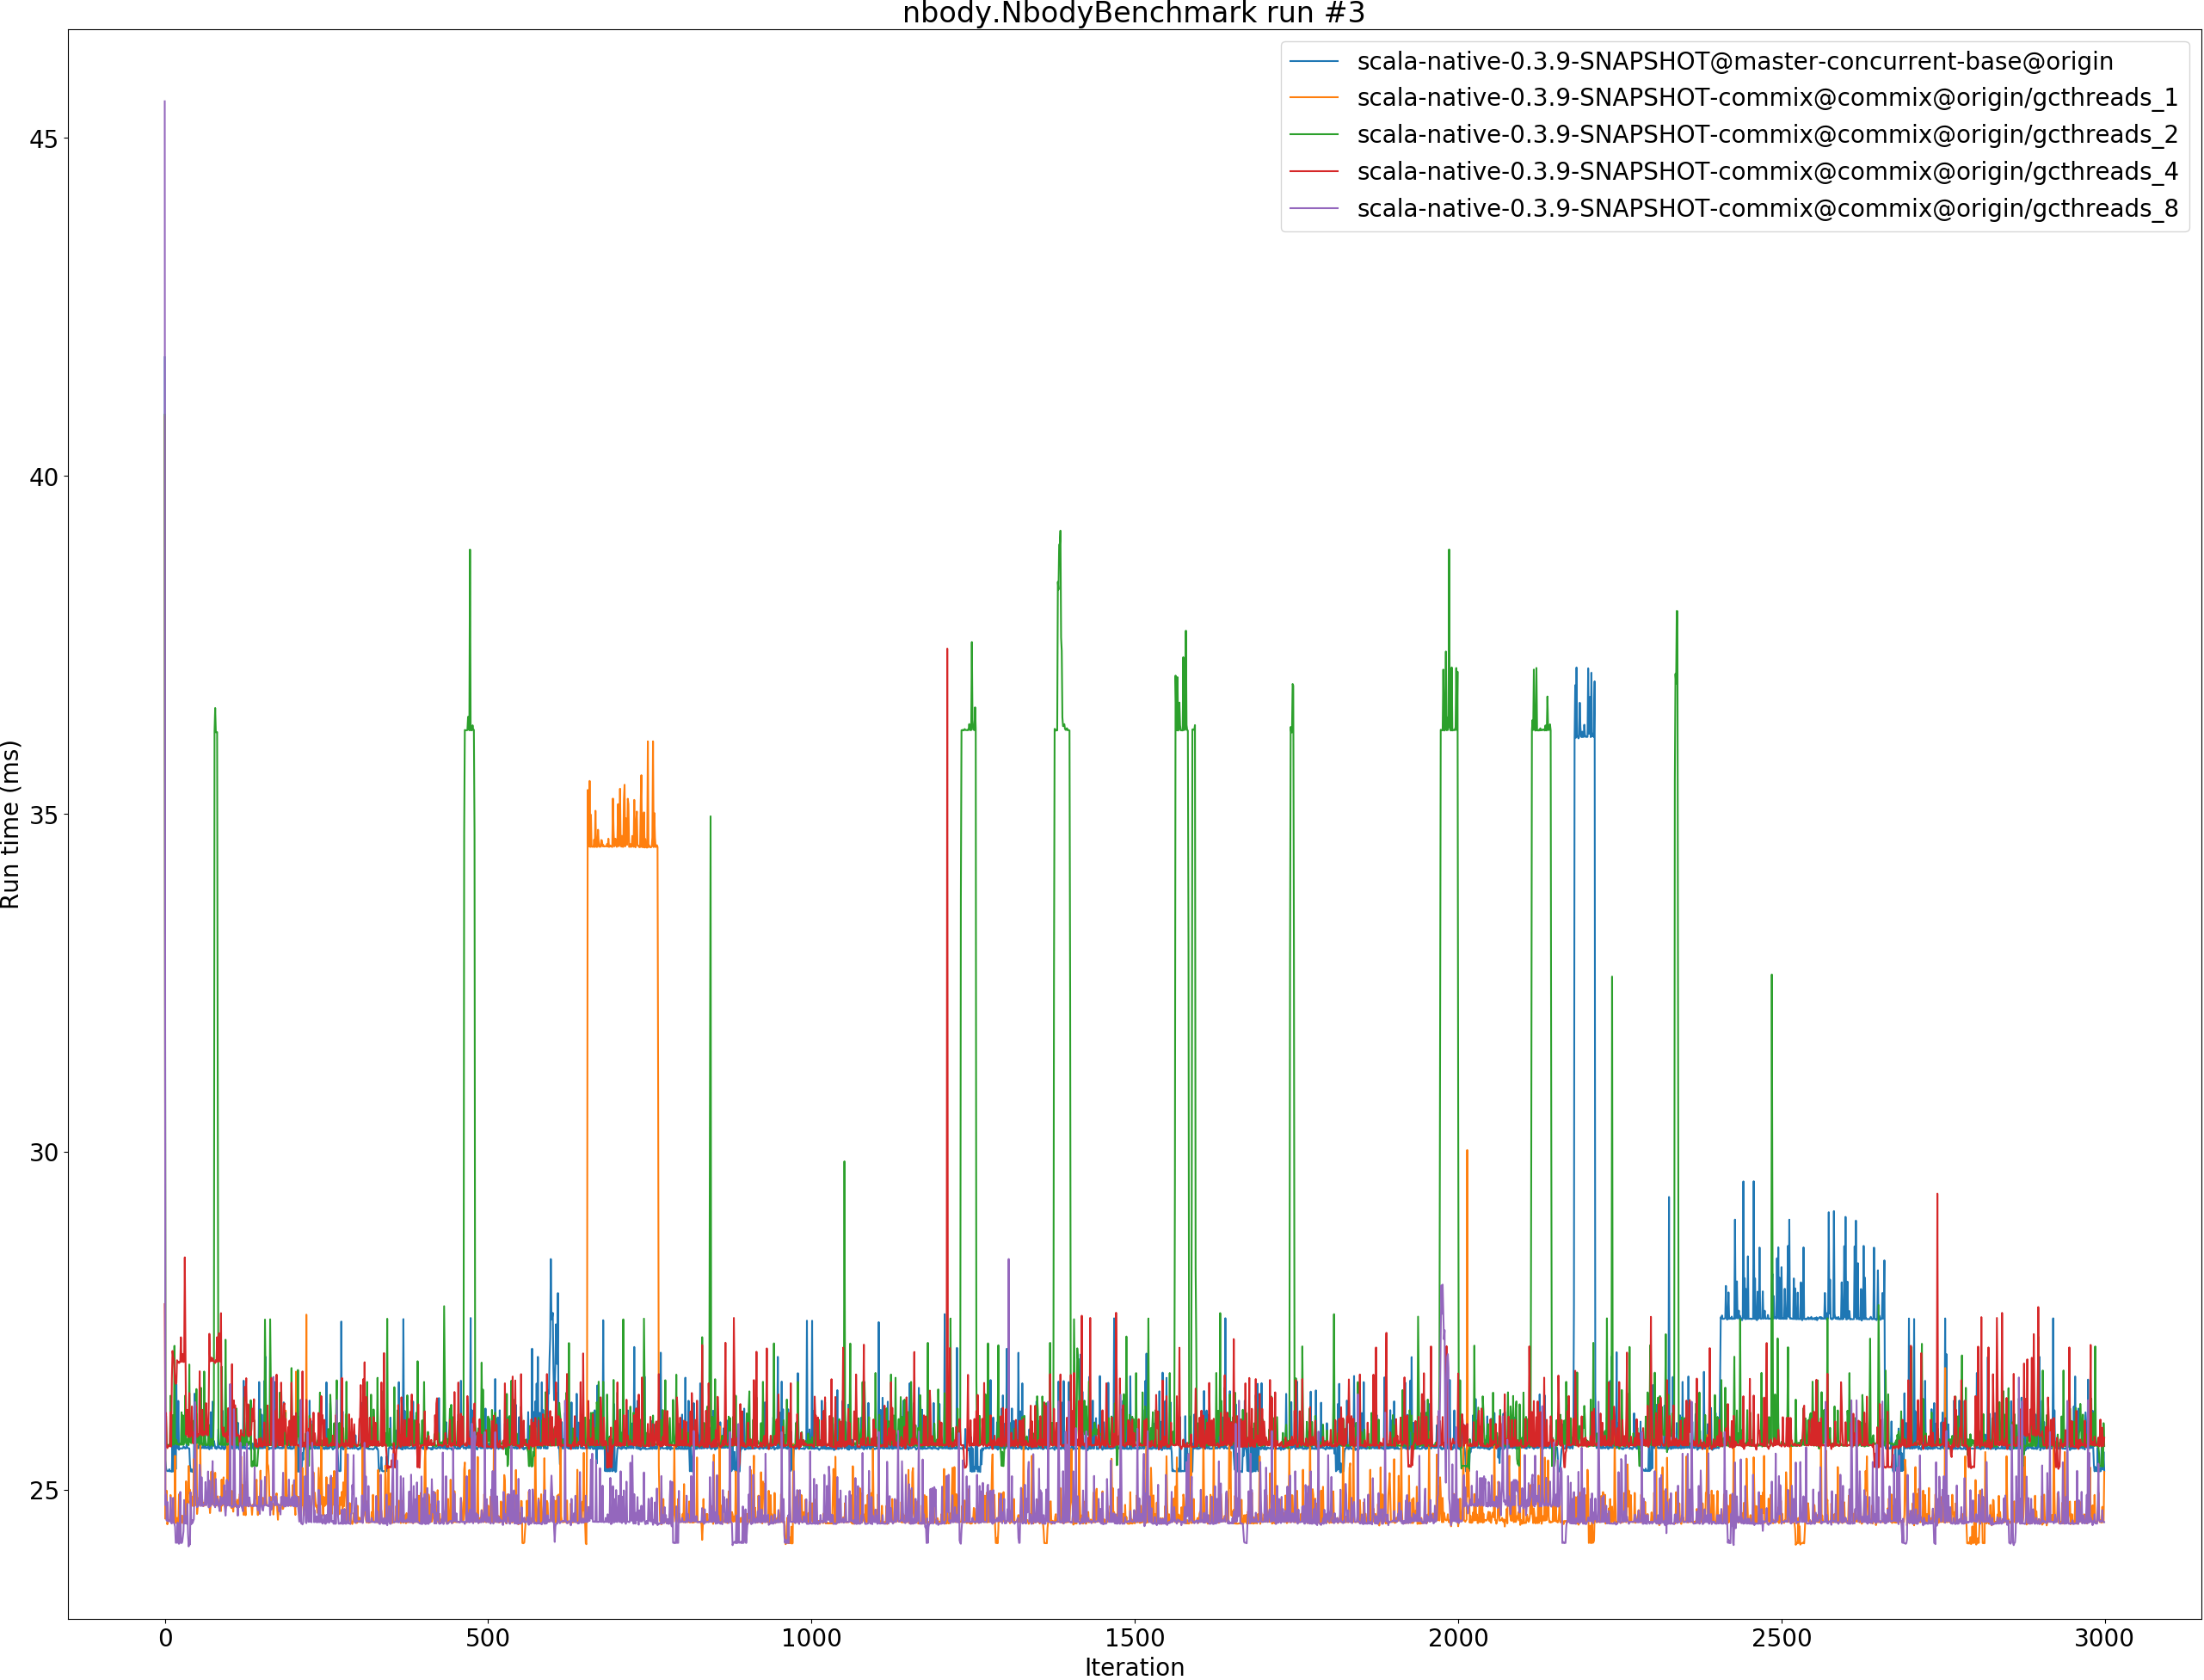 nbody.NbodyBenchmark run #3
scala-native-0.3.9-SNAPSHOT@master-concurrent-base@origin
scala-native-0.3.9-SNAPSHOT-commix@commix@origin/gcthreads_1
scala-native-0.3.9-SNAPSHOT-commix@commix@origin/gcthreads_2
scala-native-0.3.9-SNAPSHOT-commix@commix@origin/gcthreads_4
scala-native-0.3.9-SNAPSHOT-commix@commix@origin/gcthreads_8
45
40
35
30
25
Run time (ms)
0 500 1000 1500 2000 2500 3000
Iteration